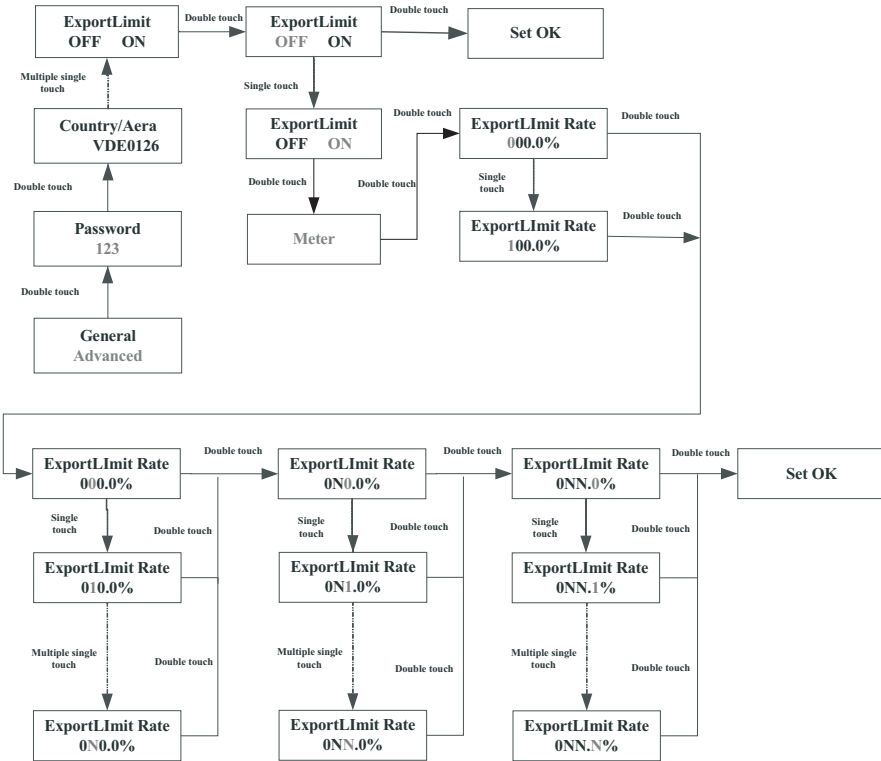 ExportLimit
OFF ON
Double touch
ExportLimit
OFF ON
Double touch
Set OK
Multiple single
touch
Single touch
Country/Aera
VDE0126
ExportLimit
OFF ON
Double touch
ExportLImit Rate
000.0%
Double touch
Double touch
Double touch
Double touch
Single
touch
Password
123
Meter
ExportLImit Rate
100.0%
Double touch
Double touch
General
Advanced
ExportLImit Rate
000.0%
Double touch
ExportLImit Rate
0N0.0%
Double touch
ExportLImit Rate
0NN.0%
Double touch
Set OK
Single
touch
Double touch
Single
touch
Double touch
Single
touch
Double touch
ExportLImit Rate
010.0%
ExportLImit Rate
0N1.0%
ExportLImit Rate
0NN.1%
Multiple single
touch
Double touch
Multiple single
touch
Double touch
Multiple single
touch
Double touch
ExportLImit Rate
0N0.0%
ExportLImit Rate
0NN.0%
ExportLImit Rate
0NN.N%